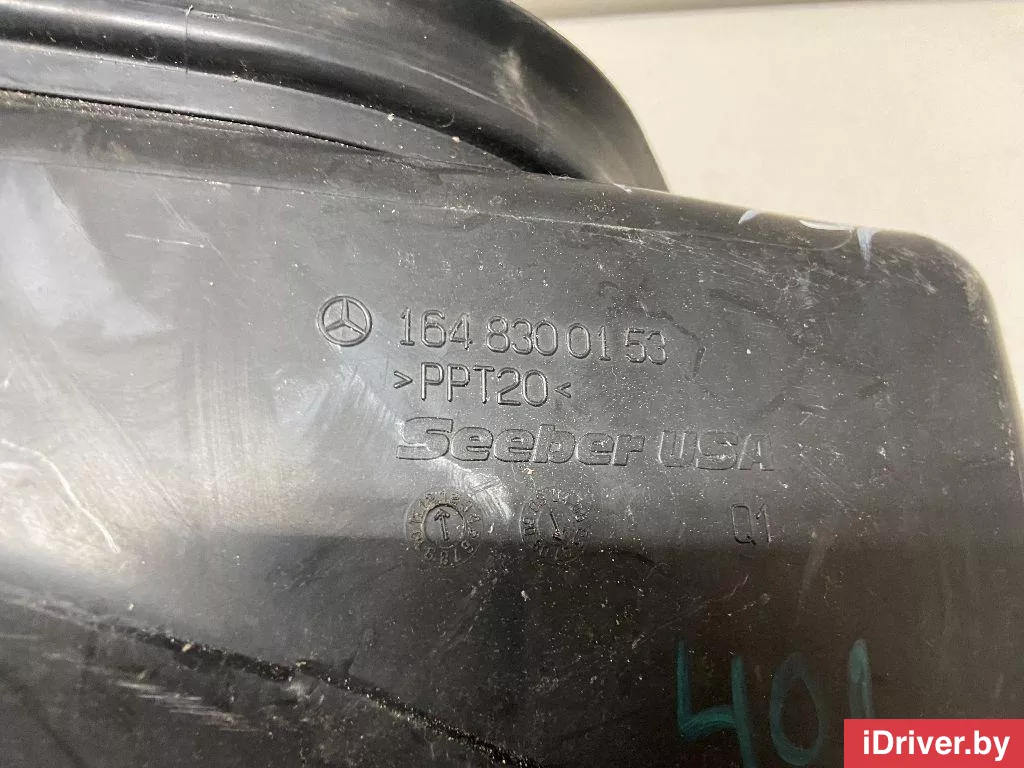 164 830 01 53
>PPT20<
Seeber USA
Q1
401
iDriver.by